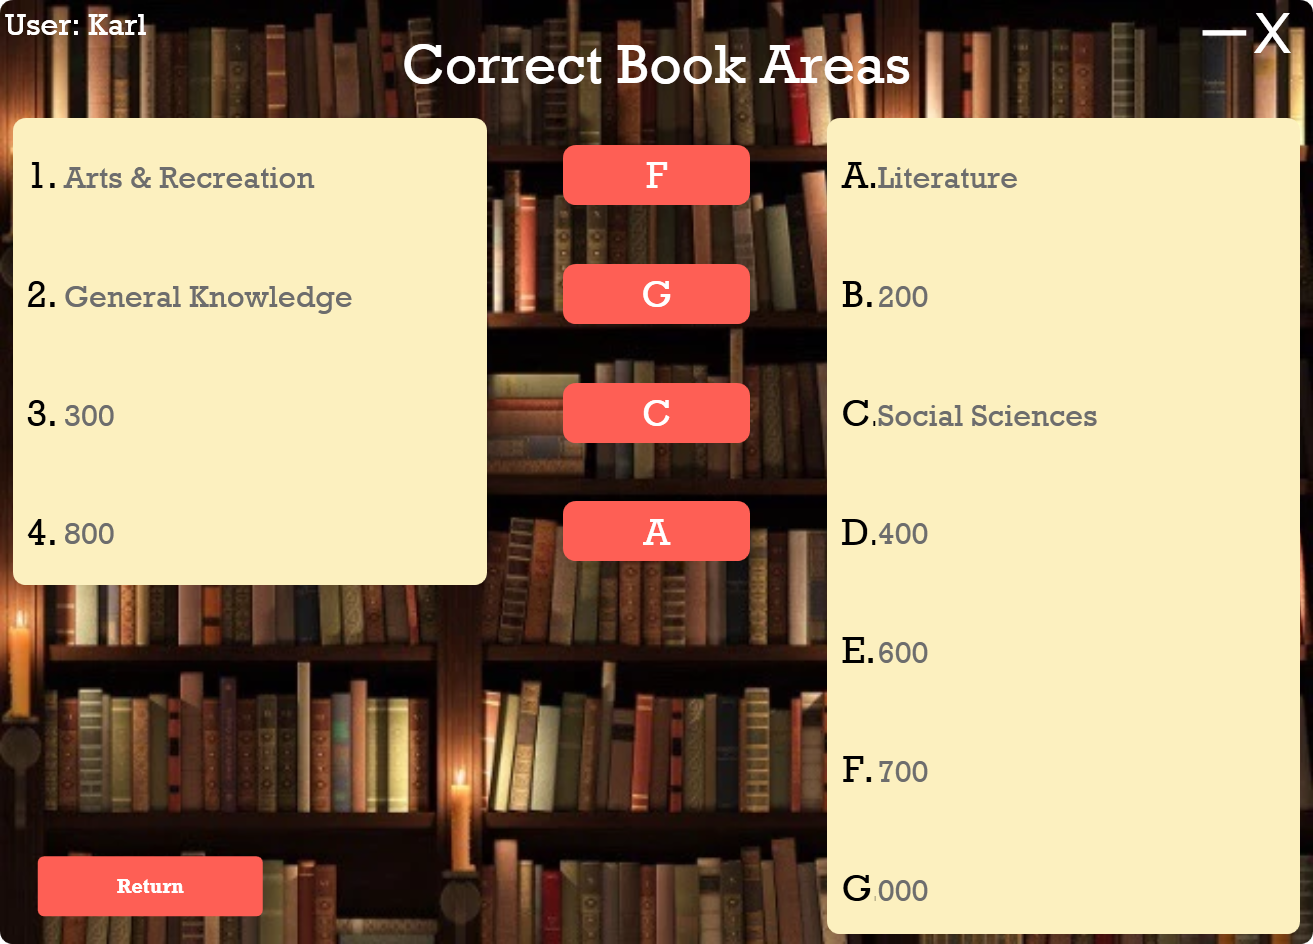 User: Karl
— X
Correct Book Areas
1. Arts & Recreation
F
A. Literature
2. General Knowledge
G
B. 200
3. 300
C
C. Social Sciences
4. 800
A
D. 400
E. 600
F. 700
G. 000
Return